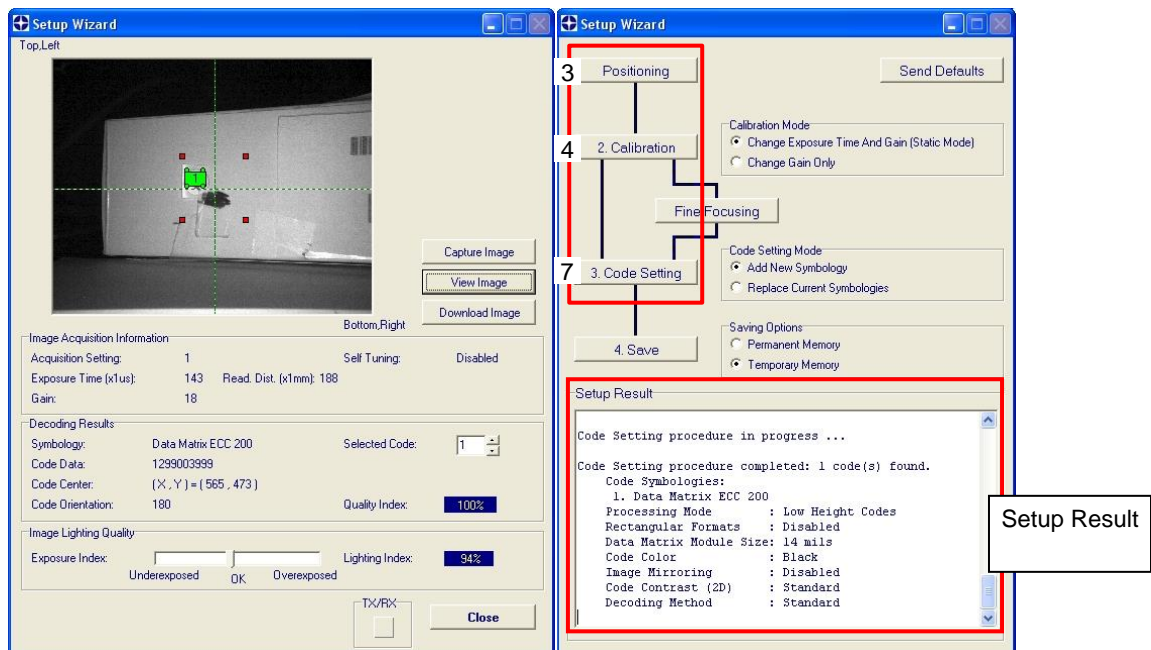 Setup Wizard
Top,Left
1
Capture Image
View Image
Download Image
Bottom,Right
Image Acquisition Information
Acquisition Setting: 1 Self Tuning: Disabled
Exposure Time (x1us): 143 Read. Dist. (x1mm): 188
Gain: 18
Decoding Results
Symbology: Data Matrix ECC 200 Selected Code: 1
Code Data: 1299003999
Code Center: (X,Y) = ( 565 , 473 )
Code Orientation: 180 Quality Index: 100%
Image Lighting Quality
Exposure Index: Lighting Index: 94%
Underexposed OK Overexposed
TX/RX
Close
Setup Wizard
3 Positioning
Send Defaults
4 2. Calibration
Calibration Mode
Change Exposure Time And Gain (Static Mode)
Change Gain Only
Fine Focusing
7 3. Code Setting
Code Setting Mode
Add New Symbology
Replace Current Symbologies
4. Save
Saving Options
Permanent Memory
Temporary Memory
Setup Result
Code Setting procedure in progress ...
Code Setting procedure completed: 1 code(s) found.
Code Symbologies:
1. Data Matrix ECC 200
Processing Mode : Low Height Codes
Rectangular Formats : Disabled
Data Matrix Module Size: 14 mils
Code Color : Black
Image Mirroring : Disabled
Code Contrast (2D) : Standard
Decoding Method : Standard
Setup Result